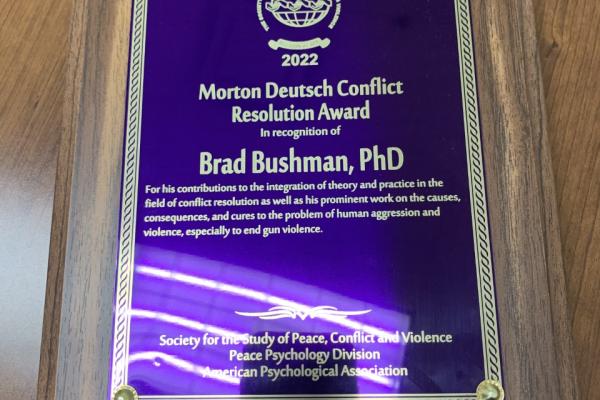 2022
Morton Deutsch Conflict
Resolution Award
In recognition of
Brad Bushman, PhD
For his contributions to the integration of theory and practice in the
field of conflict resolution as well as his prominent work on the causes,
consequences, and cures to the problem of human aggression and
violence, especially to end gun violence.
Society for the Study of Peace, Conflict and Violence
Peace Psychology Division
American Psychological Association